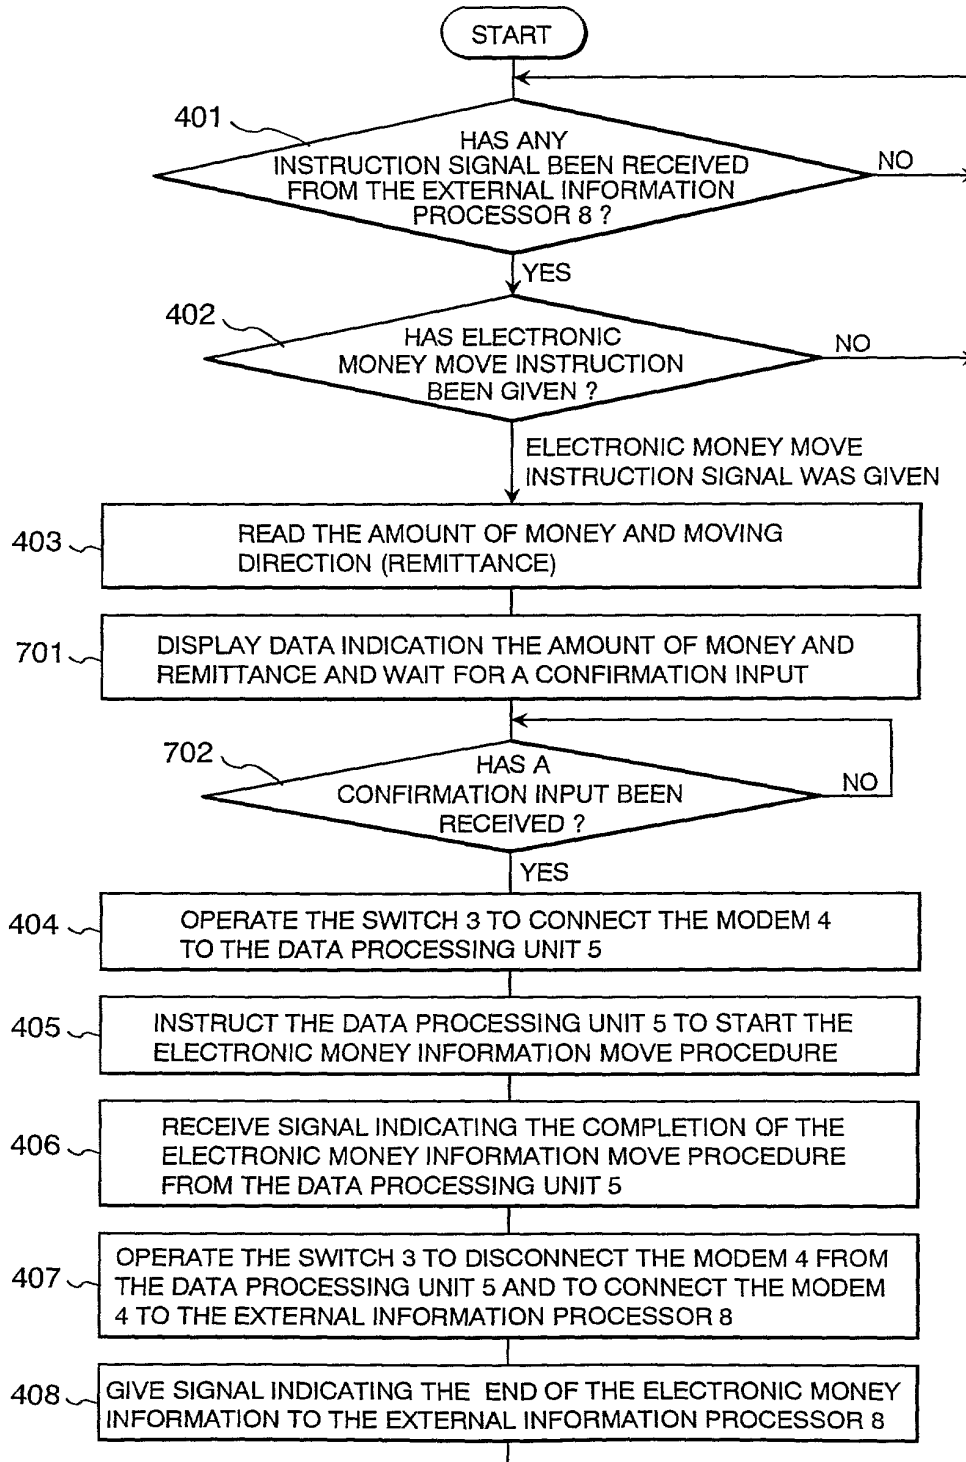 START
401
HAS ANY
INSTRUCTION SIGNAL BEEN RECEIVED
FROM THE EXTERNAL INFORMATION
PROCESSOR 8 ?
NO
YES
402
HAS ELECTRONIC
MONEY MOVE INSTRUCTION
BEEN GIVEN ?
NO
ELECTRONIC MONEY MOVE
INSTRUCTION SIGNAL WAS GIVEN
403
READ THE AMOUNT OF MONEY AND MOVING
DIRECTION (REMITTANCE)
701
DISPLAY DATA INDICATION THE AMOUNT OF MONEY AND
REMITTANCE AND WAIT FOR A CONFIRMATION INPUT
702
HAS A
CONFIRMATION INPUT BEEN
RECEIVED ?
NO
YES
404
OPERATE THE SWITCH 3 TO CONNECT THE MODEM 4
TO THE DATA PROCESSING UNIT 5
405
INSTRUCT THE DATA PROCESSING UNIT 5 TO START THE
ELECTRONIC MONEY INFORMATION MOVE PROCEDURE
406
RECEIVE SIGNAL INDICATING THE COMPLETION OF THE
ELECTRONIC MONEY INFORMATION MOVE PROCEDURE
FROM THE DATA PROCESSING UNIT 5
407
OPERATE THE SWITCH 3 TO DISCONNECT THE MODEM 4 FROM
THE DATA PROCESSING UNIT 5 AND TO CONNECT THE MODEM
4 TO THE EXTERNAL INFORMATION PROCESSOR 8
408
GIVE SIGNAL INDICATING THE END OF THE ELECTRONIC MONEY
INFORMATION TO THE EXTERNAL INFORMATION PROCESSOR 8